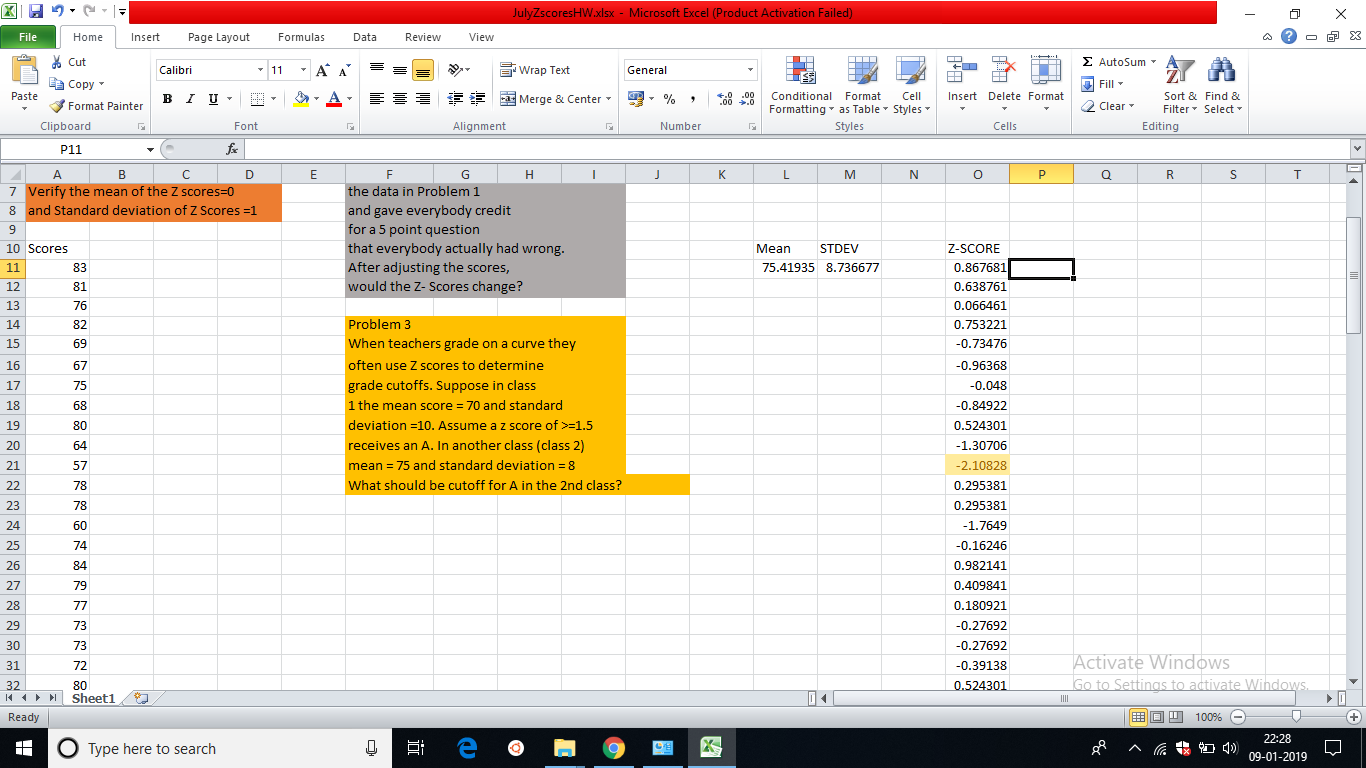 JulyZscoresHW.xlsx - Microsoft Excel (Product Activation Failed)
File Home Insert Page Layout Formulas Data Review View
Paste
Cut
Copy
Format Painter
Clipboard
Calibri 11
B I U
Font
Wrap Text
Merge & Center
Alignment
General
% ,
Number
Conditional Formatting
Format as Table
Cell Styles
Styles
Insert Delete Format
Cells
Σ AutoSum
Fill
Clear
Sort & Filter
Find & Select
Editing
P11 fx
A B C D E F G H I J K L M N O P Q R S T
7 Verify the mean of the Z scores=0 the data in Problem 1
8 and Standard deviation of Z Scores =1 and gave everybody credit
9 for a 5 point question
10 Scores that everybody actually had wrong. Mean STDEV Z-SCORE
11 83 After adjusting the scores, 75.41935 8.736677 0.867681
12 81 would the Z- Scores change? 0.638761
13 76 0.066461
14 82 Problem 3 0.753221
15 69 When teachers grade on a curve they -0.73476
16 67 often use Z scores to determine -0.96368
17 75 grade cutoffs. Suppose in class -0.048
18 68 1 the mean score = 70 and standard -0.84922
19 80 deviation =10. Assume a z score of >=1.5 0.524301
20 64 receives an A. In another class (class 2) -1.30706
21 57 mean = 75 and standard deviation = 8 -2.10828
22 78 What should be cutoff for A in the 2nd class? 0.295381
23 78 0.295381
24 60 -1.7649
25 74 -0.16246
26 84 0.982141
27 79 0.409841
28 77 0.180921
29 73 -0.27692
30 73 -0.27692
31 72 -0.39138
32 80 0.524301
Activate Windows
Go to Settings to activate Windows.
Sheet1
Ready 100%
Type here to search
22:28
09-01-2019